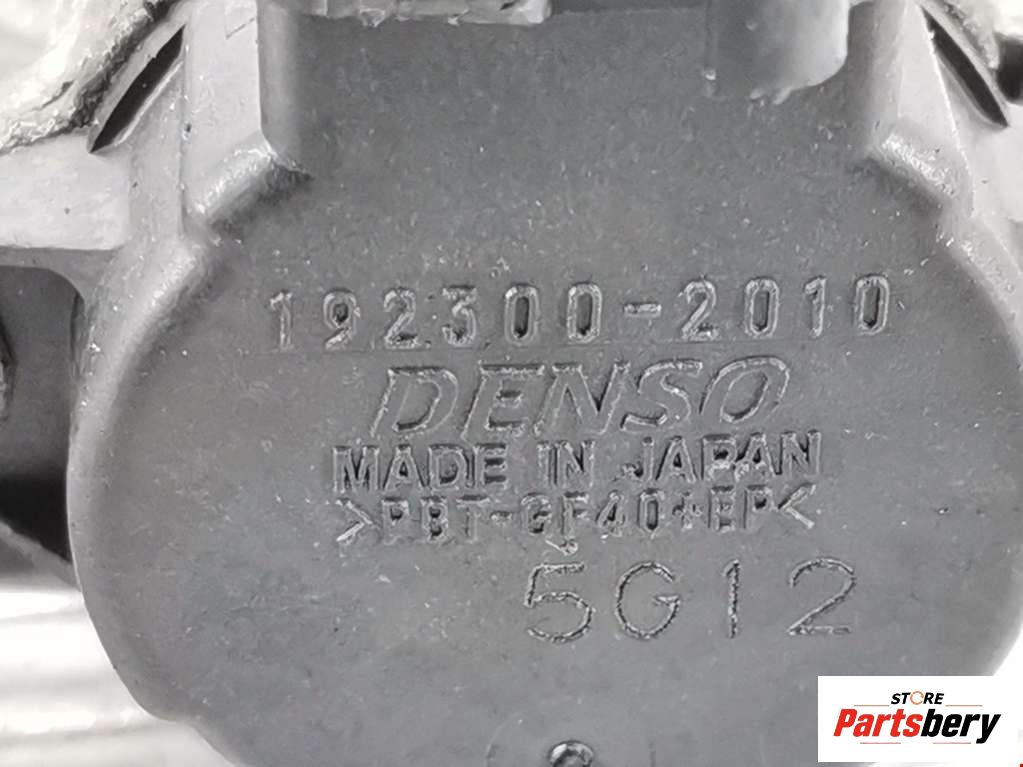 192300-2010
DENSO
MADE IN JAPAN
>PBT-GF40+EP<
5G12
STORE
Partsbery